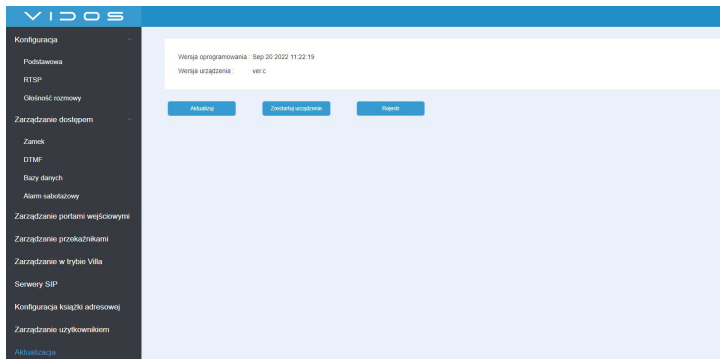 VIDOS
Konfiguracja
Podstawowa
RTSP
Głośność rozmowy
Zarządzanie dostępem
Zamek
DTMF
Bazy danych
Alarm sabotażowy
Zarządzanie portami wejściowymi
Zarządzanie przekaźnikami
Zarządzanie w trybie Villa
Serwery SIP
Konfiguracja książki adresowej
Zarządzanie użytkownikiem
Aktualizacja
Wersja oprogramowania : Sep 20 2022 11:22:19
Wersja urządzenia : ver.c
Aktualizuj
Zrestartuj urządzenie
Rejestr